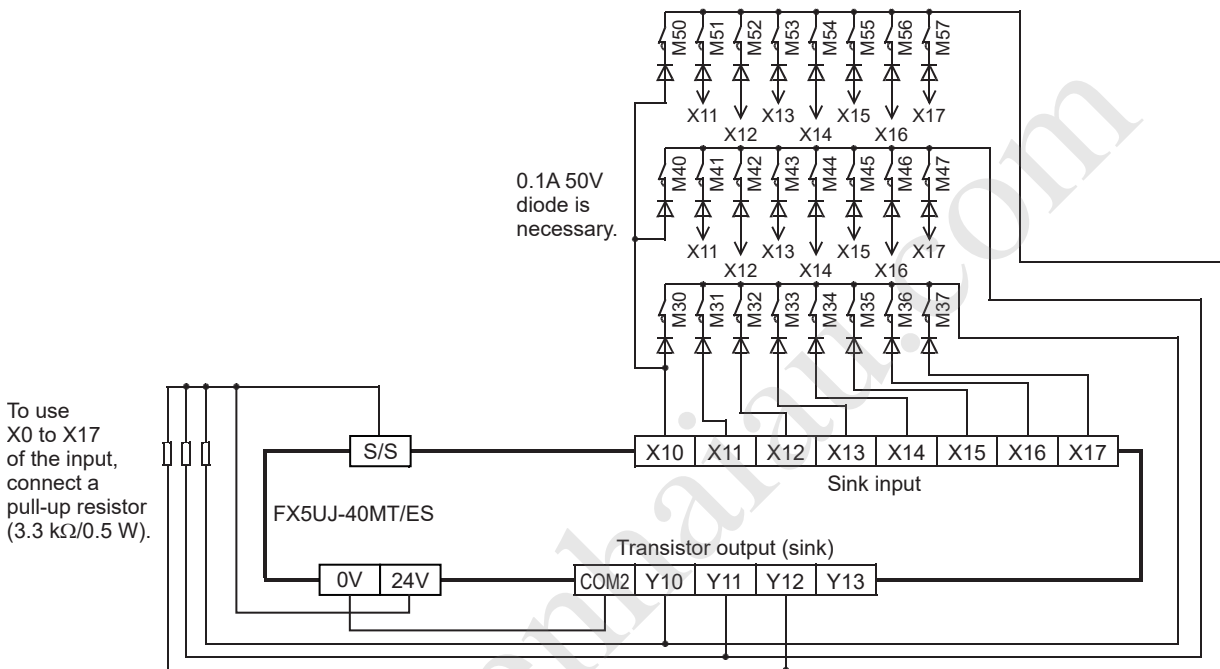 M50 M51 M52 M53 M54 M55 M56 M57
X11 X13 X15 X17
X12 X14 X16
M40 M41 M42 M43 M44 M45 M46 M47
0.1A 50V
diode is
necessary.
X11 X13 X15 X17
X12 X14 X16
M30 M31 M32 M33 M34 M35 M36 M37
To use
X0 to X17
of the input,
connect a
pull-up resistor
(3.3 kΩ/0.5 W).
S/S
X10 X11 X12 X13 X14 X15 X16 X17
Sink input
FX5UJ-40MT/ES
Transistor output (sink)
0V 24V
COM2 Y10 Y11 Y12 Y13